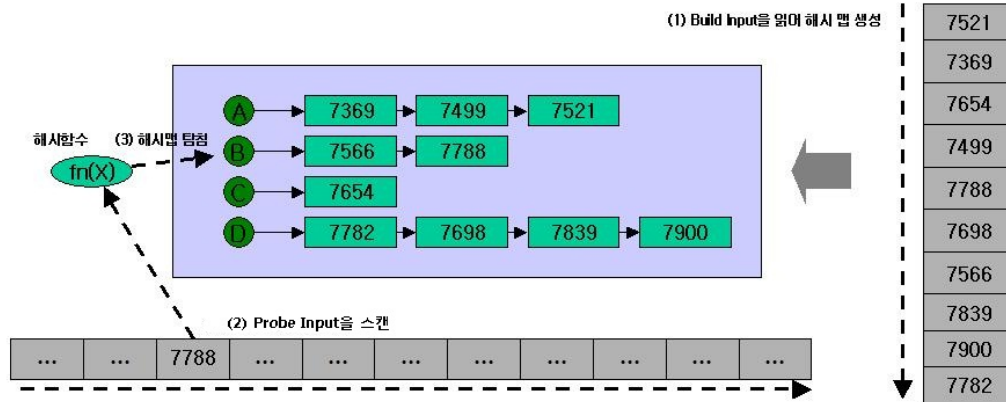 (1) Build Input을 읽어 해시 맵 생성
7521
7369
7654
7499
7788
7698
7566
7839
7900
7782
A 7369 7499 7521
B 7566 7788
C 7654
D 7782 7698 7839 7900
해시함수 (3) 해시맵 탐침
fn(X)
(2) Probe Input을 스캔
... ... 7788 ... ... ... ... ... ... ... ...